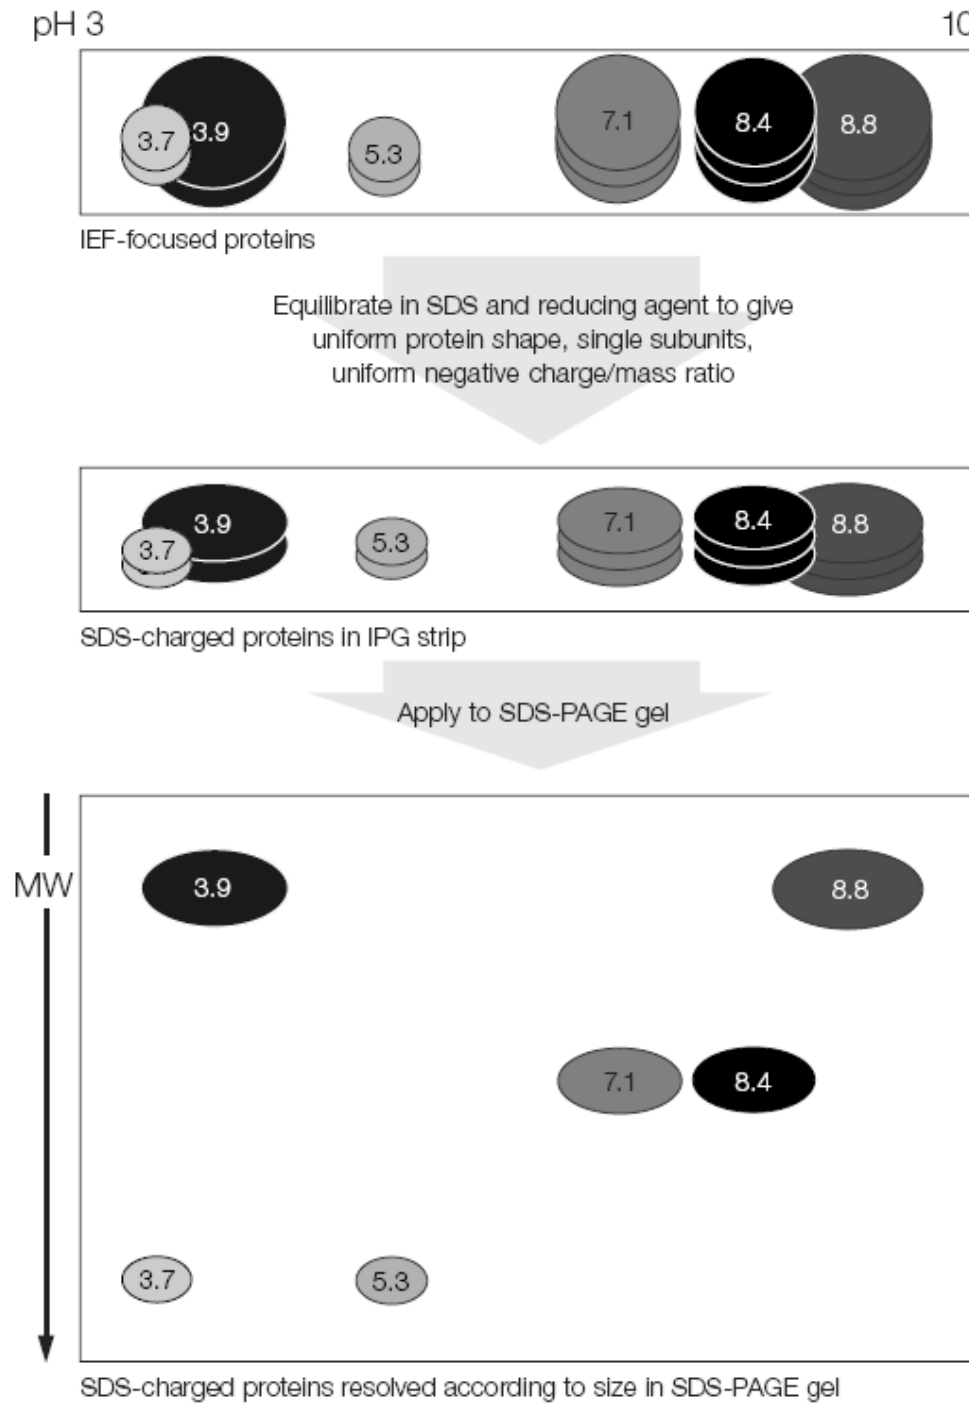 pH 3 10
3.7 3.9 5.3 7.1 8.4 8.8
IEF-focused proteins
Equilibrate in SDS and reducing agent to give
uniform protein shape, single subunits,
uniform negative charge/mass ratio
3.7 3.9 5.3 7.1 8.4 8.8
SDS-charged proteins in IPG strip
Apply to SDS-PAGE gel
MW
3.9 8.8
7.1 8.4
3.7 5.3
SDS-charged proteins resolved according to size in SDS-PAGE gel